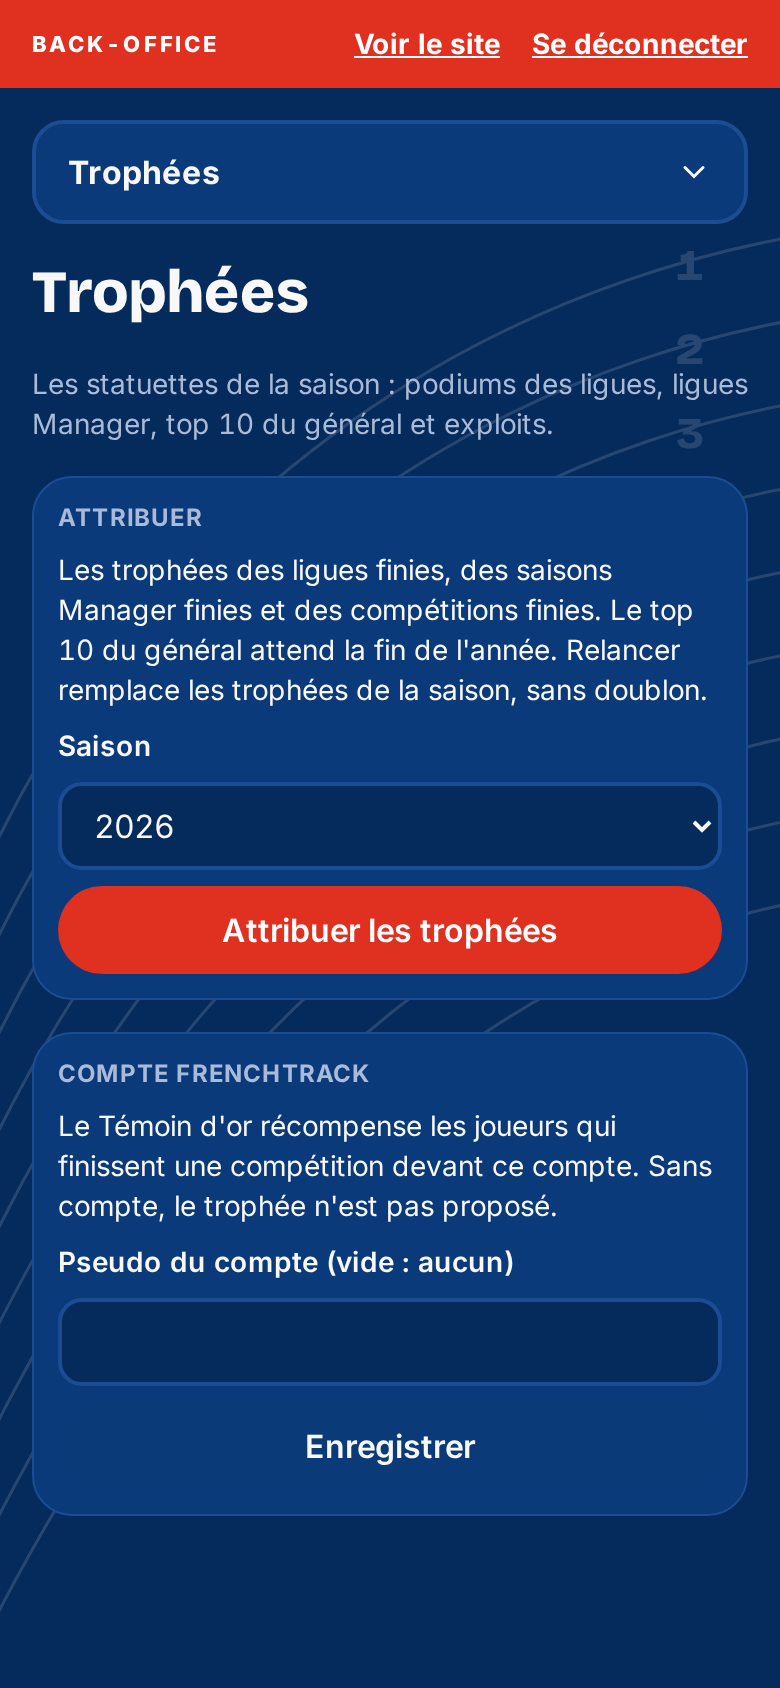 BACK-OFFICE
Voir le site
Se déconnecter
Trophées
Trophées
1
2
3
Les statuettes de la saison : podiums des ligues, ligues
Manager, top 10 du général et exploits.
ATTRIBUER
Les trophées des ligues finies, des saisons
Manager finies et des compétitions finies. Le top
10 du général attend la fin de l'année. Relancer
remplace les trophées de la saison, sans doublon.
Saison
2026
Attribuer les trophées
COMPTE FRENCHTRACK
Le Témoin d'or récompense les joueurs qui
finissent une compétition devant ce compte. Sans
compte, le trophée n'est pas proposé.
Pseudo du compte (vide : aucun)
Enregistrer